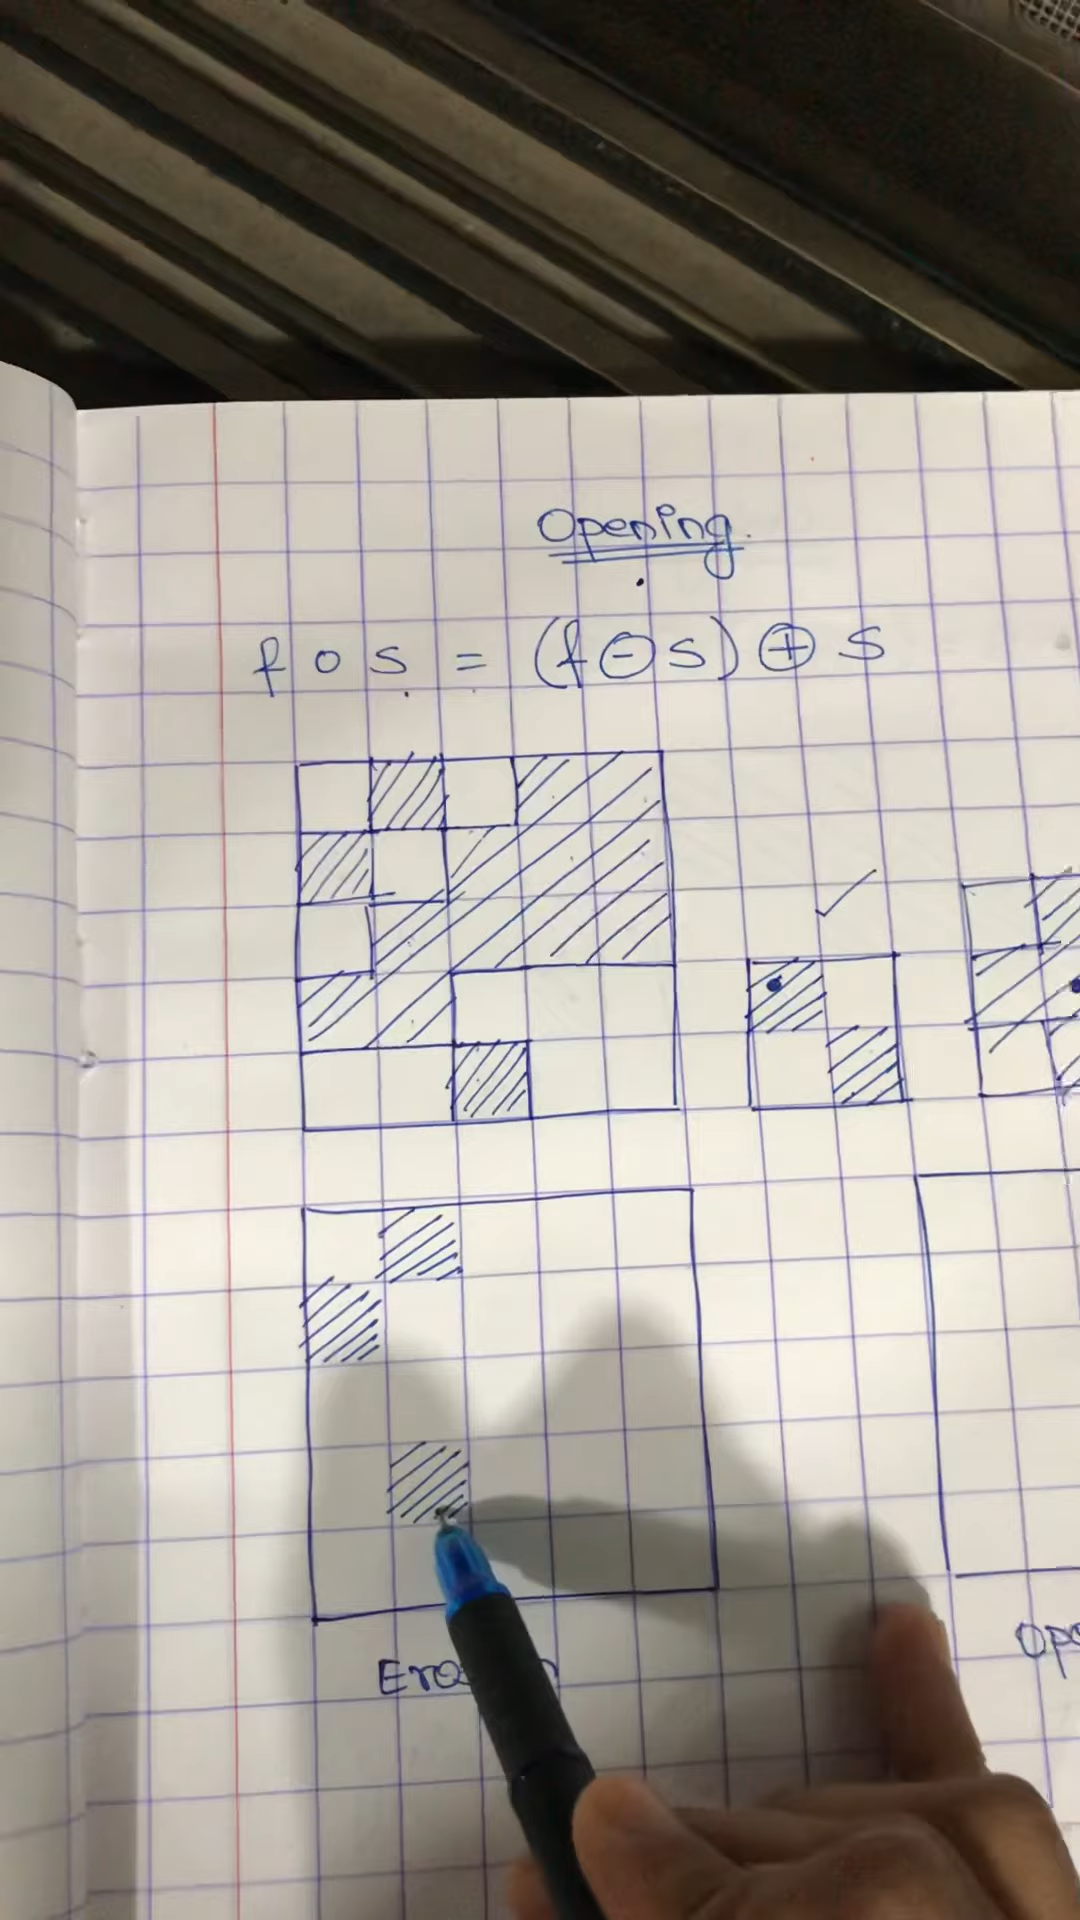 Opening.
f o s = (f ⊖ s) ⊕ s